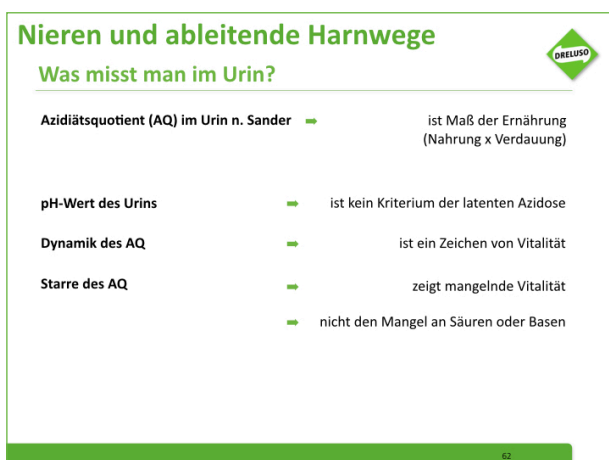 Nieren und ableitende Harnwege
DRELUSO
Was misst man im Urin?
Azidiätsquotient (AQ) im Urin n. Sander ➡ ist Maß der Ernährung
(Nahrung x Verdauung)
pH-Wert des Urins ➡ ist kein Kriterium der latenten Azidose
Dynamik des AQ ➡ ist ein Zeichen von Vitalität
Starre des AQ ➡ zeigt mangelnde Vitalität
➡ nicht den Mangel an Säuren oder Basen
62